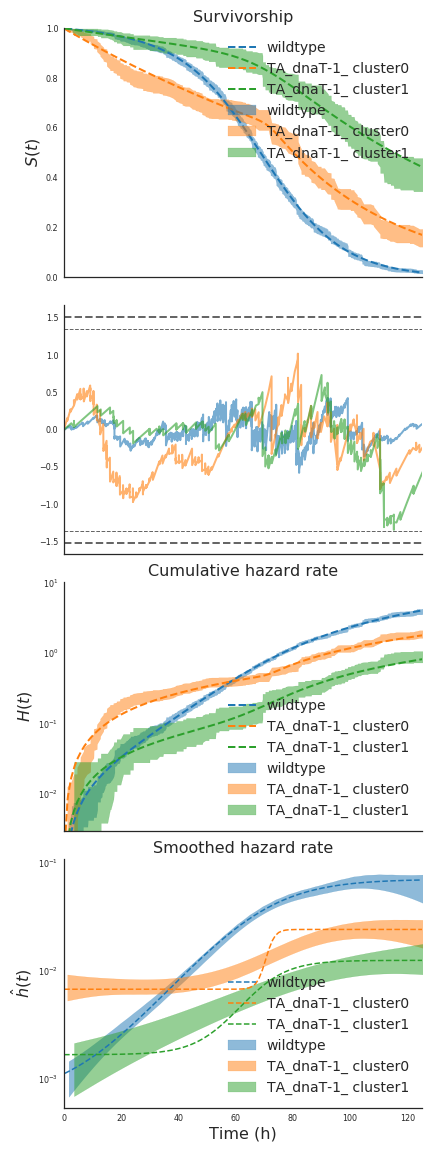 Survivorship
1.0
0.8
0.6
0.4
0.2
0.0
S(t)
wildtype
TA_dnaT-1_ cluster0
TA_dnaT-1_ cluster1
wildtype
TA_dnaT-1_ cluster0
TA_dnaT-1_ cluster1
1.5
1.0
0.5
0.0
−0.5
−1.0
−1.5
Cumulative hazard rate
10¹
10⁰
10⁻¹
10⁻²
H(t)
wildtype
TA_dnaT-1_ cluster0
TA_dnaT-1_ cluster1
wildtype
TA_dnaT-1_ cluster0
TA_dnaT-1_ cluster1
Smoothed hazard rate
10⁻¹
10⁻²
10⁻³
ĥ(t)
wildtype
TA_dnaT-1_ cluster0
TA_dnaT-1_ cluster1
wildtype
TA_dnaT-1_ cluster0
TA_dnaT-1_ cluster1
0 20 40 60 80 100 120
Time (h)